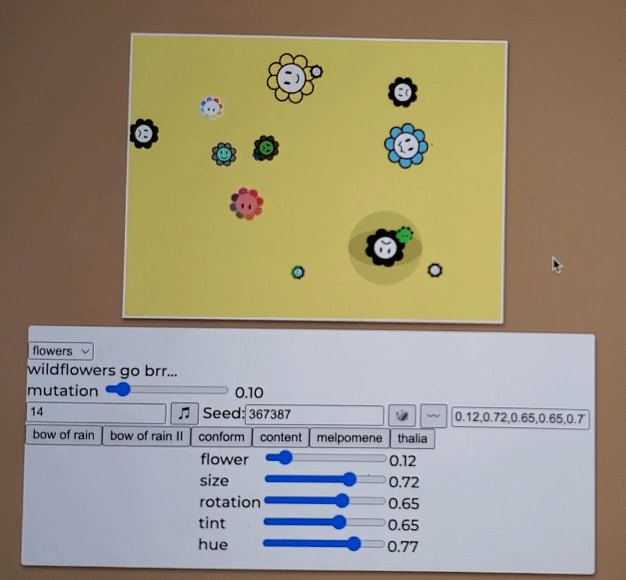 flowers
wildflowers go brr...
mutation 0.10
14 Seed: 367387 0.12,0.72,0.65,0.65,0.7
bow of rain bow of rain II conform content melpomene thalia
flower 0.12
size 0.72
rotation 0.65
tint 0.65
hue 0.77